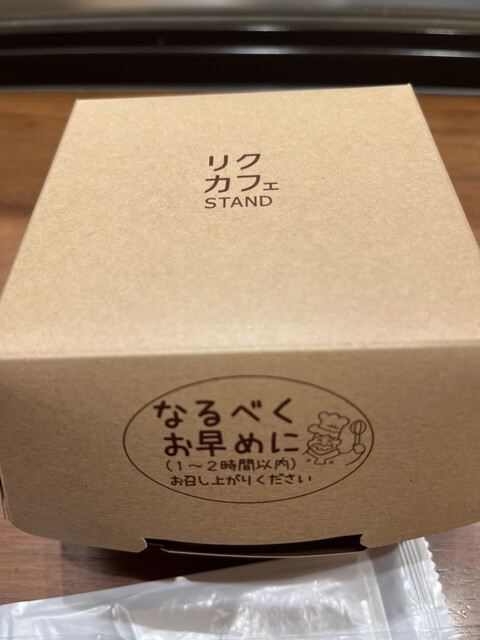 リク
カフェ
STAND
なるべく
お早めに
(1～2時間以内)
お召し上がりください